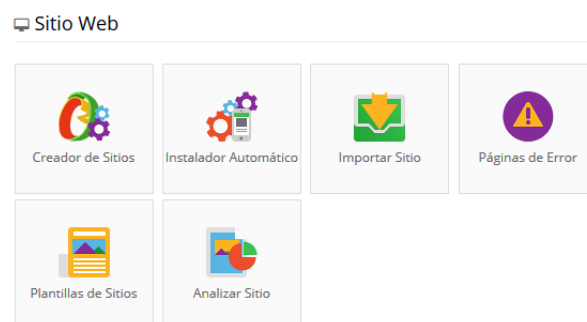 Sitio Web
Creador de Sitios
Instalador Automático
Importar Sitio
Páginas de Error
Plantillas de Sitios
Analizar Sitio